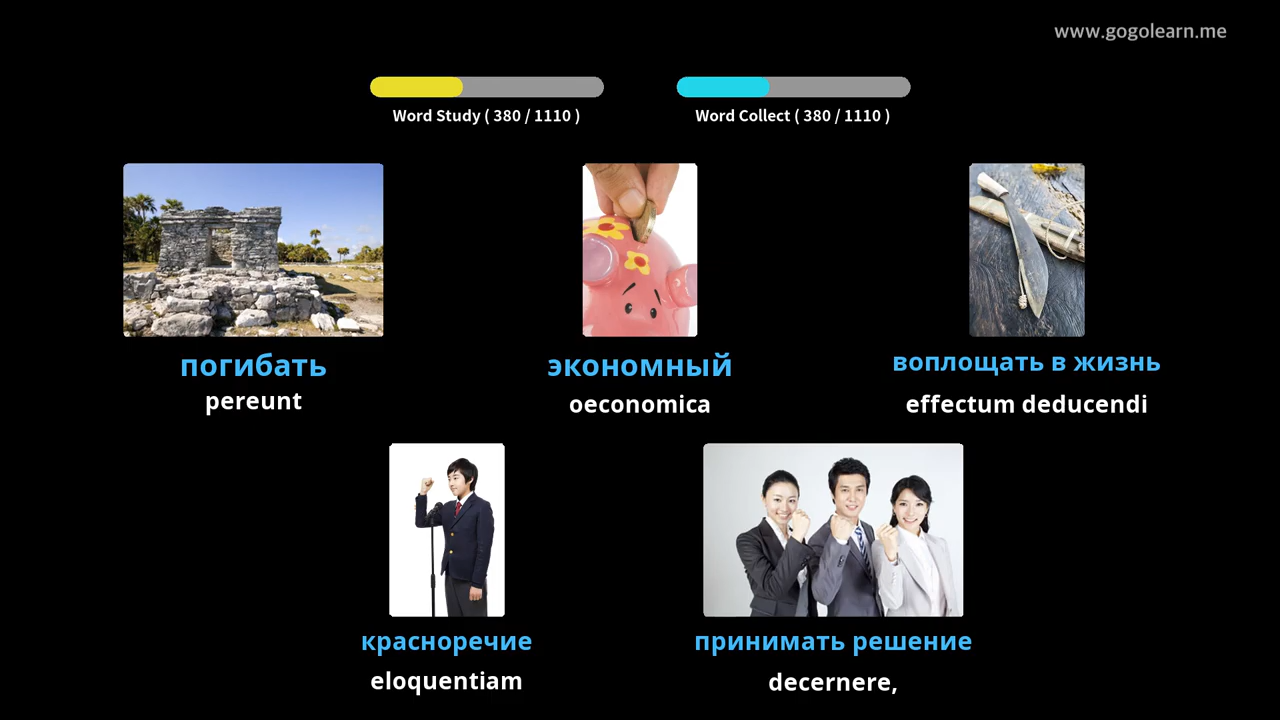 www.gogolearn.me
Word Study ( 380 / 1110 )
Word Collect ( 380 / 1110 )
погибать
pereunt
экономный
oeconomica
воплощать в жизнь
effectum deducendi
красноречие
eloquentiam
принимать решение
decernere,